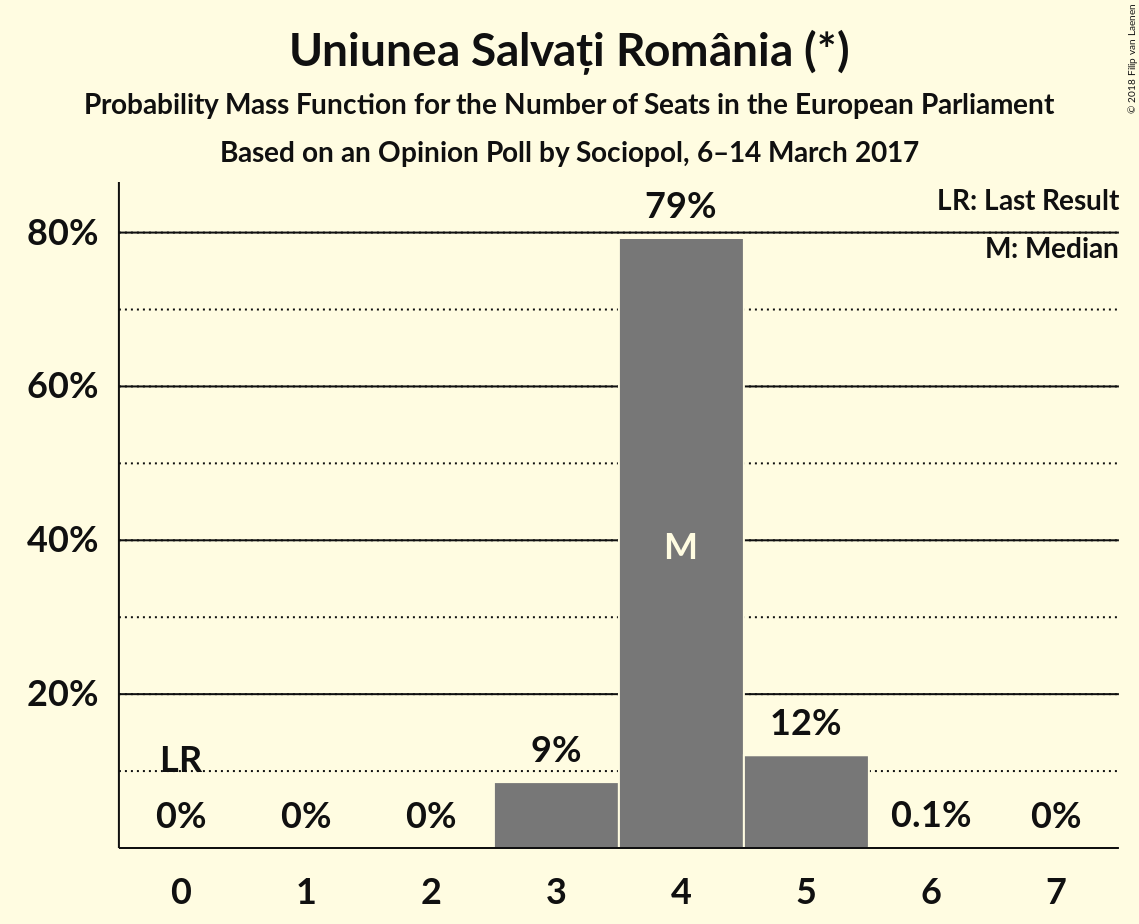 Uniunea Salvați România (*)
Probability Mass Function for the Number of Seats in the European Parliament
Based on an Opinion Poll by Sociopol, 6–14 March 2017
© 2018 Filip van Laenen
LR: Last Result
M: Median
80%
60%
40%
20%
LR
0%
0%
0%
9%
79%
M
12%
0.1%
0%
0 1 2 3 4 5 6 7